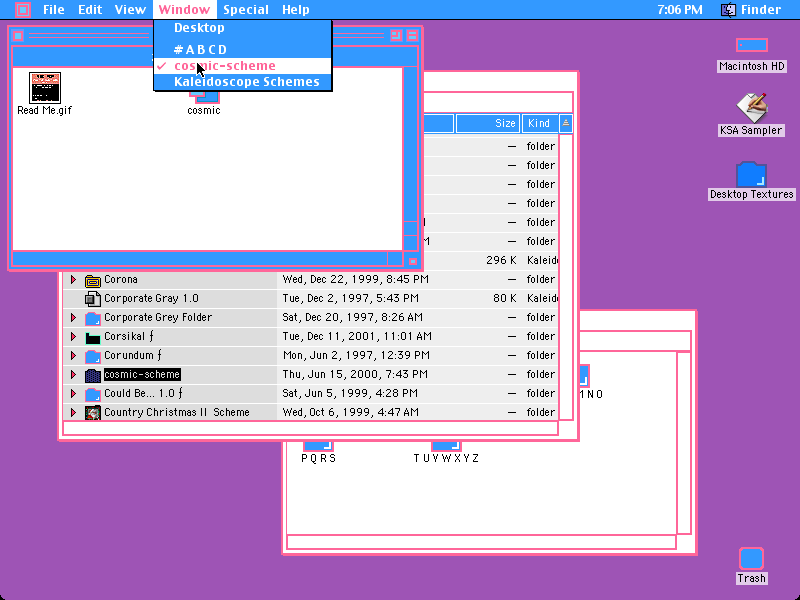 File Edit View Window Special Help 7:06 PM Finder
Desktop
# A B C D
✓ cosmic-scheme
Kaleidoscope Schemes
Read Me.gif
cosmic
Macintosh HD
KSA Sampler
Desktop Textures
Trash
Size Kind
— folder
— folder
— folder
— folder
— folder
— folder
296 K Kaleid
Corona Wed, Dec 22, 1999, 8:45 PM — folder
Corporate Gray 1.0 Tue, Dec 2, 1997, 5:43 PM 80 K Kaleid
Corporate Grey Folder Sat, Dec 20, 1997, 8:26 AM — folder
Corsikal ƒ Tue, Dec 11, 2001, 11:01 AM — folder
Corundum ƒ Mon, Jun 2, 1997, 12:39 PM — folder
cosmic-scheme Thu, Jun 15, 2000, 7:43 PM — folder
Could Be... 1.0 ƒ Sat, Jun 5, 1999, 4:28 PM — folder
Country Christmas II Scheme Wed, Oct 6, 1999, 4:47 AM — folder
N O
P Q R S
T U V W X Y Z